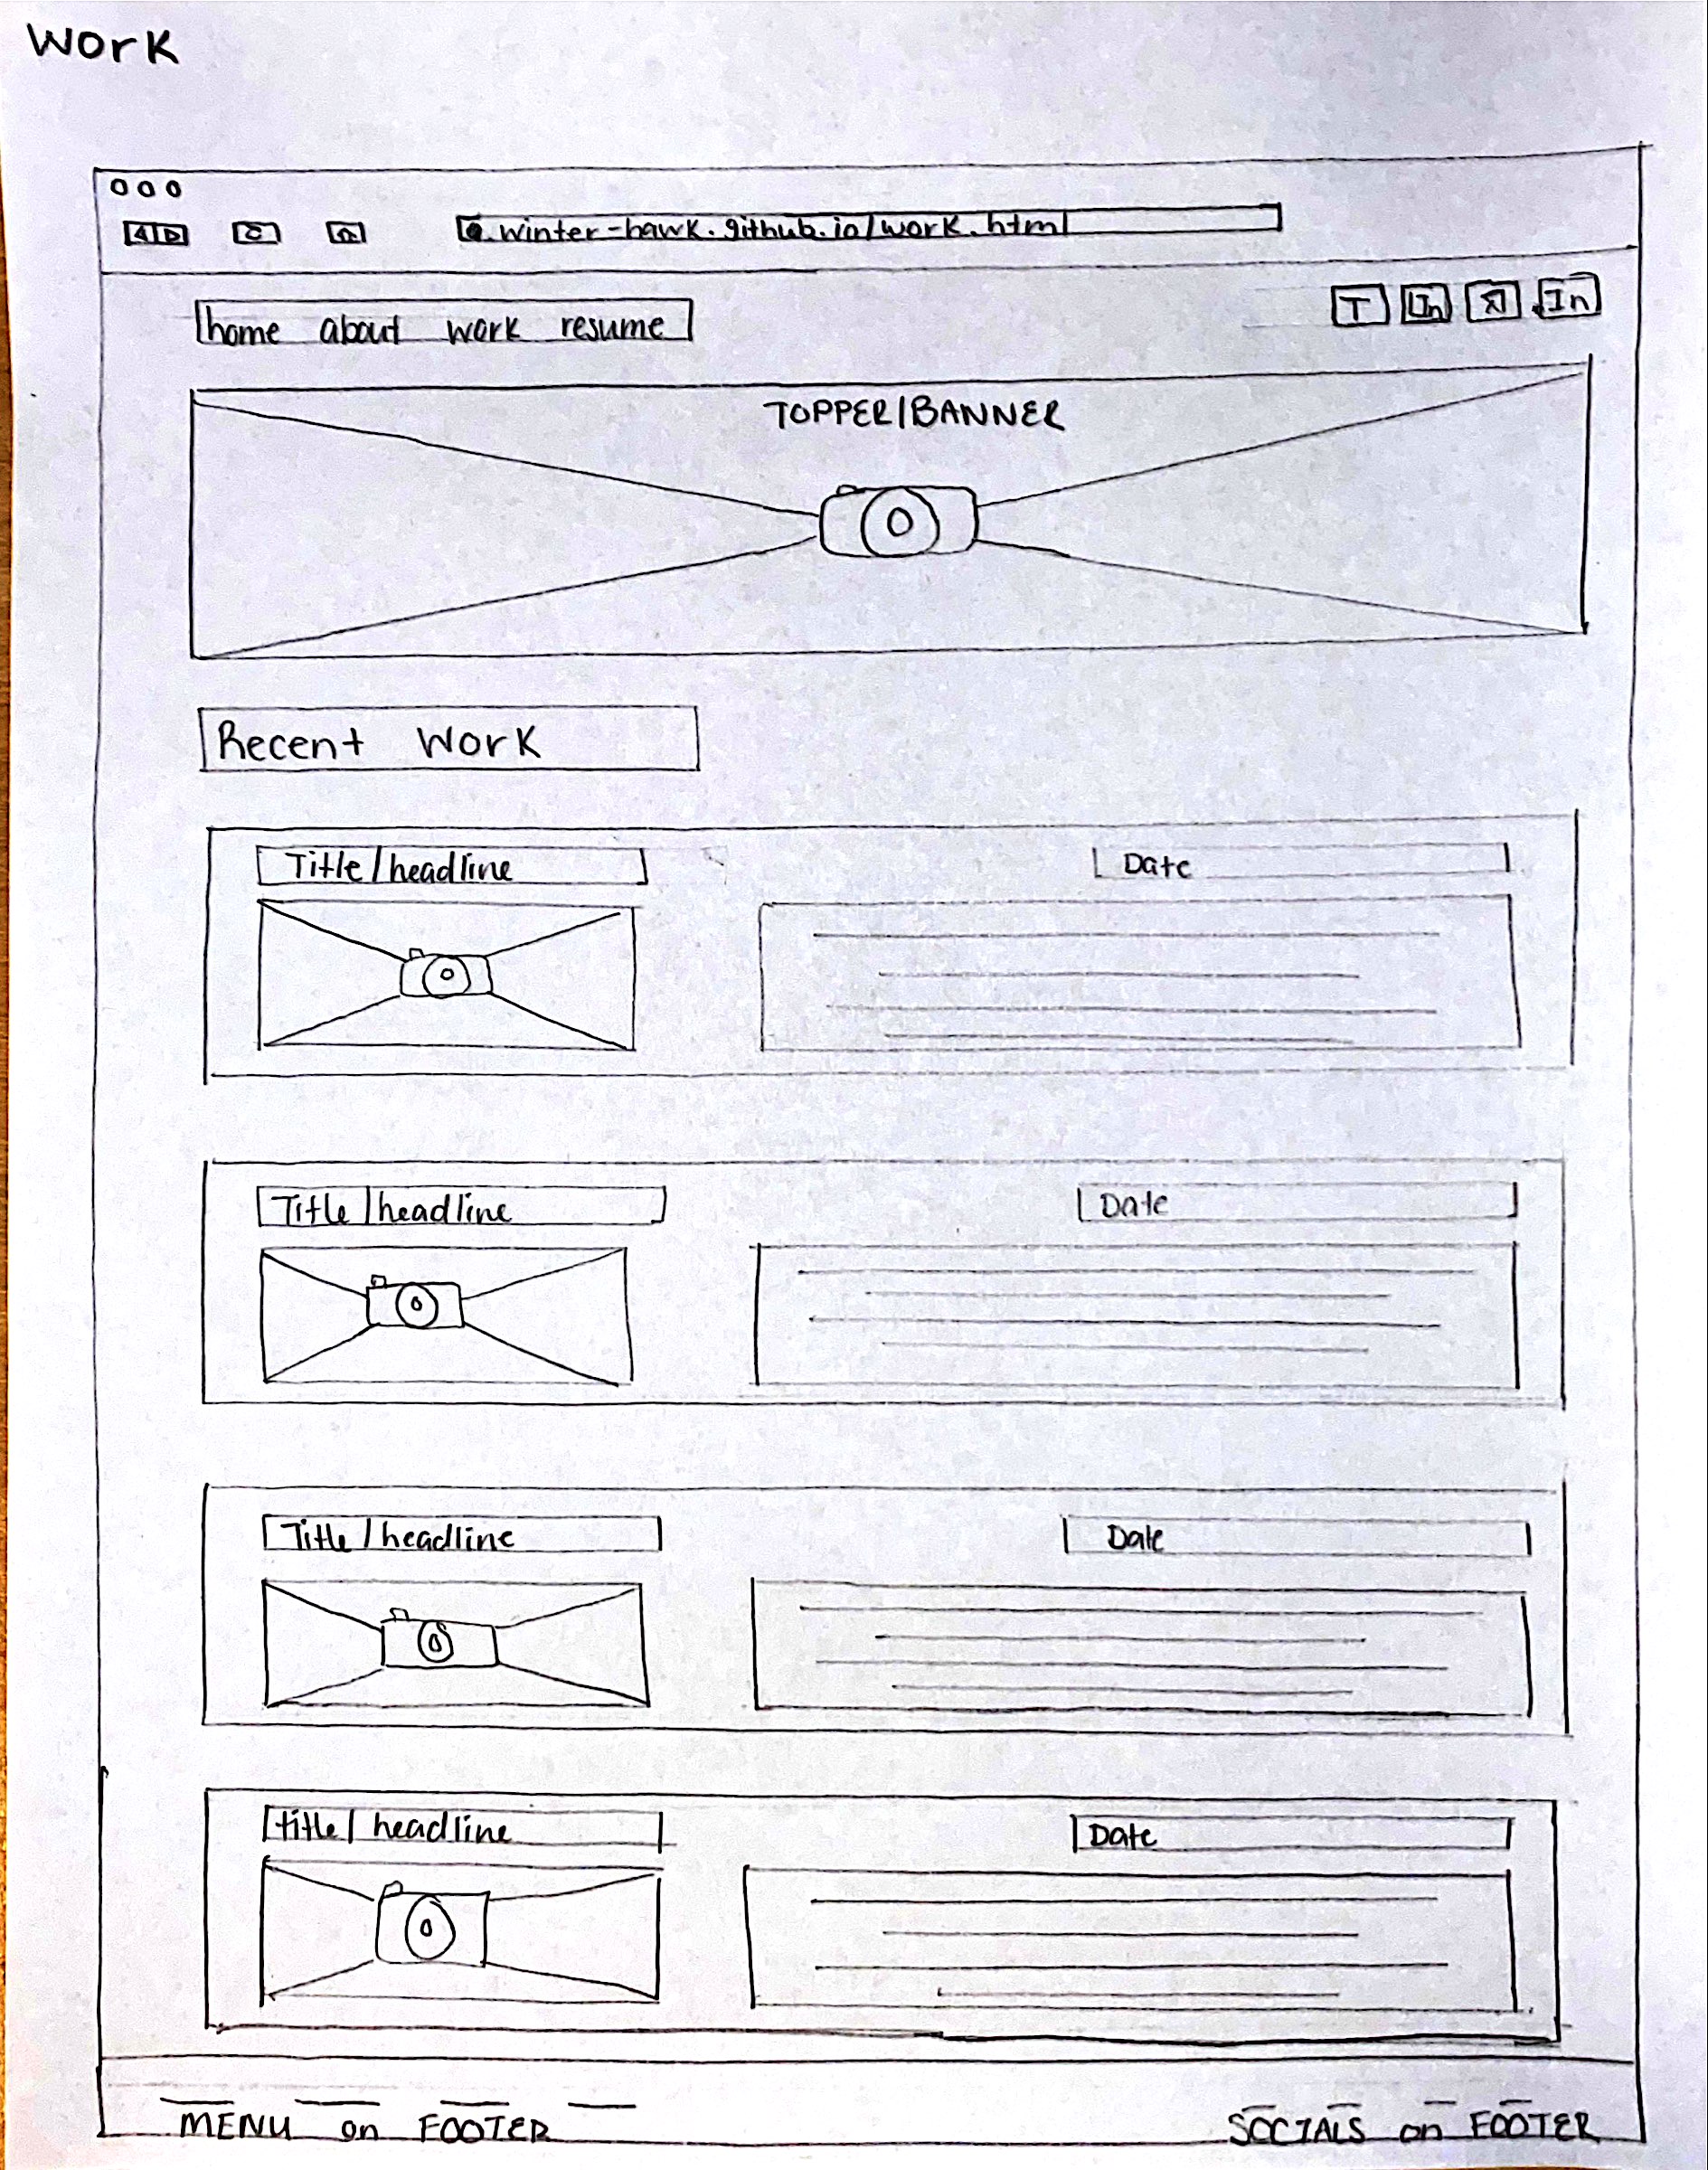 Work
winter-hawk.github.io/work.html
home about work resume
T In In
TOPPER/BANNER
Recent Work
Title/headline Date
Title/headline Date
Title/headline Date
title/headline Date
MENU on FOOTER SOCIALS on FOOTER